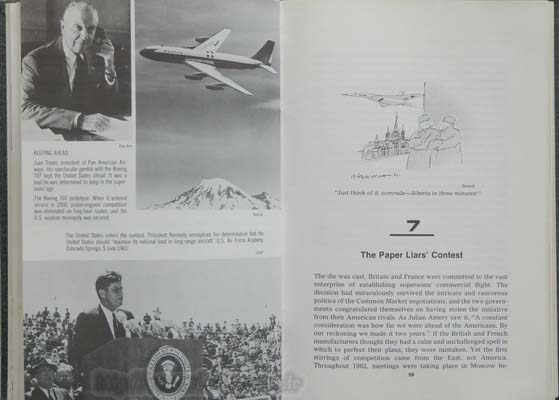 Pan Am
KEEPING AHEAD
Juan Trippe, president of Pan American Air-
ways. His spectacular gamble with the Boeing
707 kept the United States ahead. It was a
lead he was determined to keep in the super-
sonic age.
The Boeing 707 prototype. When it entered
service in 1958, piston-engined competition
was eliminated on long-haul routes, and the
U.S. aviation monopoly was secured.
Boeing
The United States enters the contest. President Kennedy announces his determination that the
United States should "maintain its national lead in long-range aircraft". U.S. Air Force Academy
Colorado Springs, 5 June 1963.
UPI
Punch
"Just think of it, comrade—Siberia in three minutes!"
7
The Paper Liars' Contest
The die was cast. Britain and France were committed to the vast
enterprise of establishing supersonic commercial flight. The
decision had miraculously survived the intricate and rancorous
politics of the Common Market negotiations, and the two govern-
ments congratulated themselves on having stolen the initiative
from their American rivals. As Julian Amery saw it, "A constant
consideration was how far we were ahead of the Americans. By
our reckoning we made it two years." If the British and French
manufacturers thought they had a calm and unchallenged spell in
which to perfect their plans, they were mistaken. Yet the first
stirrings of competition came from the East, not America.
Throughout 1962, meetings were taking place in Moscow be-